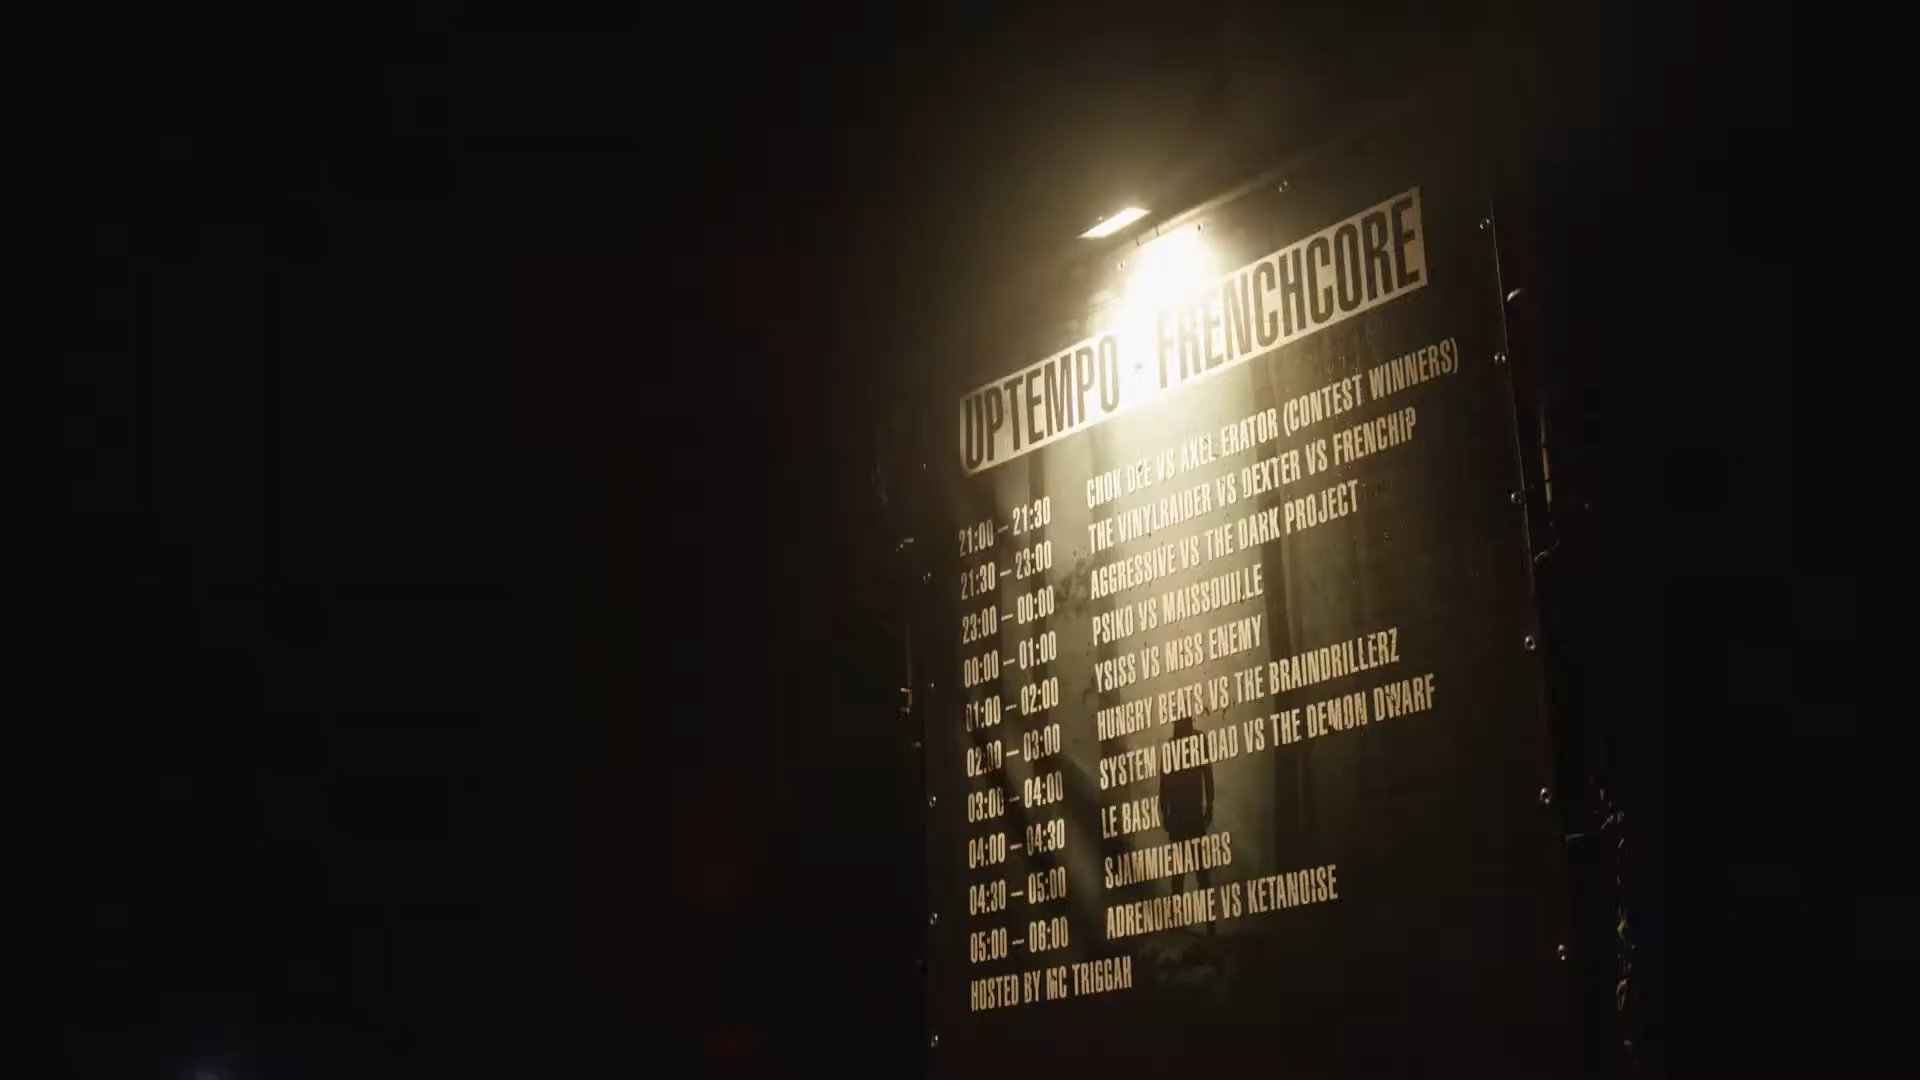 UPTEMPO - FRENCHCORE
21:00 – 21:30 CHOK DEE VS AXEL ERATOR (CONTEST WINNERS)
21:30 – 23:00 THE VINYLRAIDER VS DEXTER VS FRENCHIP
23:00 – 00:00 AGGRESSIVE VS THE DARK PROJECT
00:00 – 01:00 PSIKO VS MAISSOUILLE
01:00 – 02:00 YSISS VS MISS ENEMY
02:00 – 03:00 HUNGRY BEATS VS THE BRAINDRILLERZ
03:00 – 04:00 SYSTEM OVERLOAD VS THE DEMON DWARF
04:00 – 04:30 LE BASK
04:30 – 05:00 SJAMMIENATORS
05:00 – 06:00 ADRENOKROME VS KETANOISE
HOSTED BY MC TRIGGAH